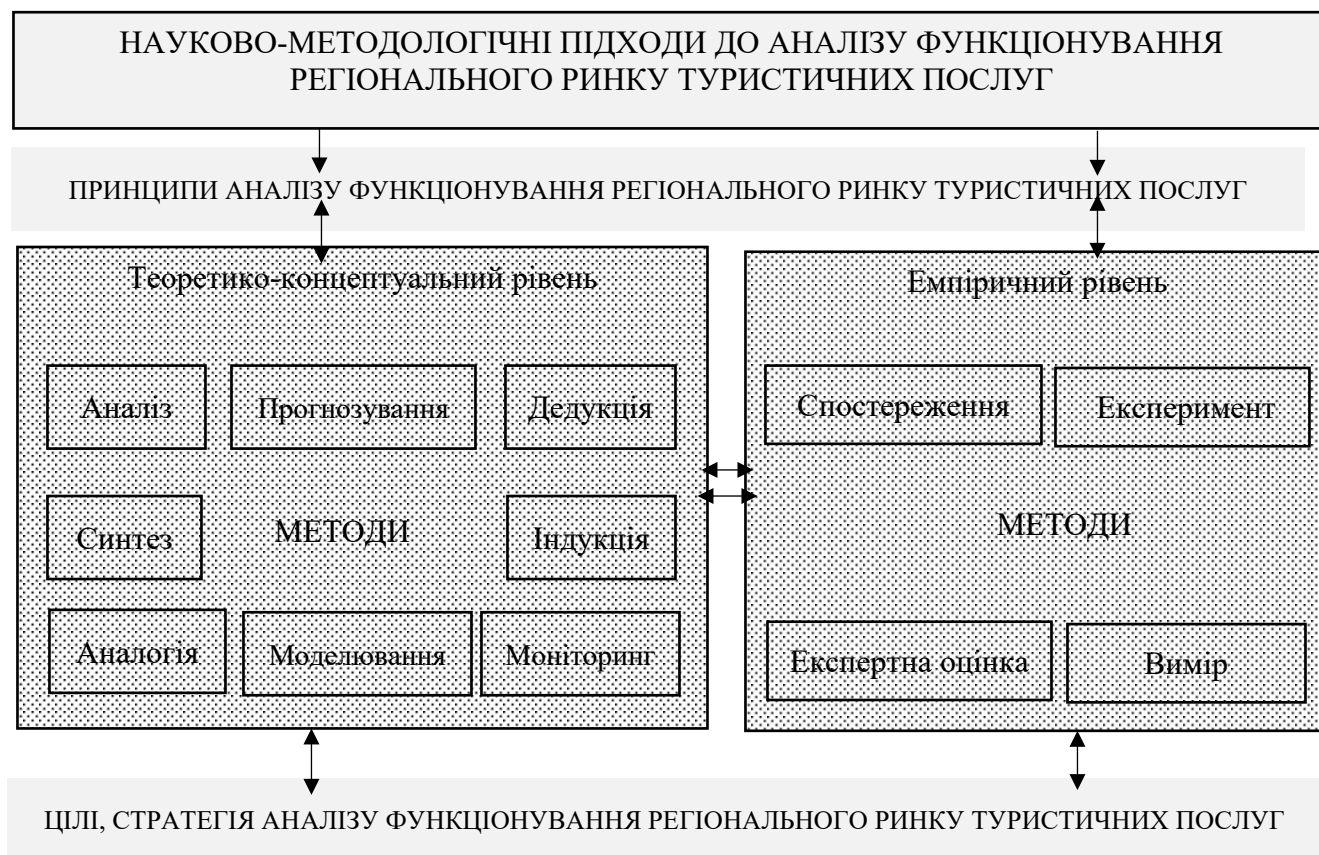 НАУКОВО-МЕТОДОЛОГІЧНІ ПІДХОДИ ДО АНАЛІЗУ ФУНКЦІОНУВАННЯ
РЕГІОНАЛЬНОГО РИНКУ ТУРИСТИЧНИХ ПОСЛУГ
ПРИНЦИПИ АНАЛІЗУ ФУНКЦІОНУВАННЯ РЕГІОНАЛЬНОГО РИНКУ ТУРИСТИЧНИХ ПОСЛУГ
Теоретико-концептуальний рівень
Аналіз
Прогнозування
Дедукція
Синтез
МЕТОДИ
Індукція
Аналогія
Моделювання
Моніторинг
Емпіричний рівень
Спостереження
Експеримент
МЕТОДИ
Експертна оцінка
Вимір
ЦІЛІ, СТРАТЕГІЯ АНАЛІЗУ ФУНКЦІОНУВАННЯ РЕГІОНАЛЬНОГО РИНКУ ТУРИСТИЧНИХ ПОСЛУГ